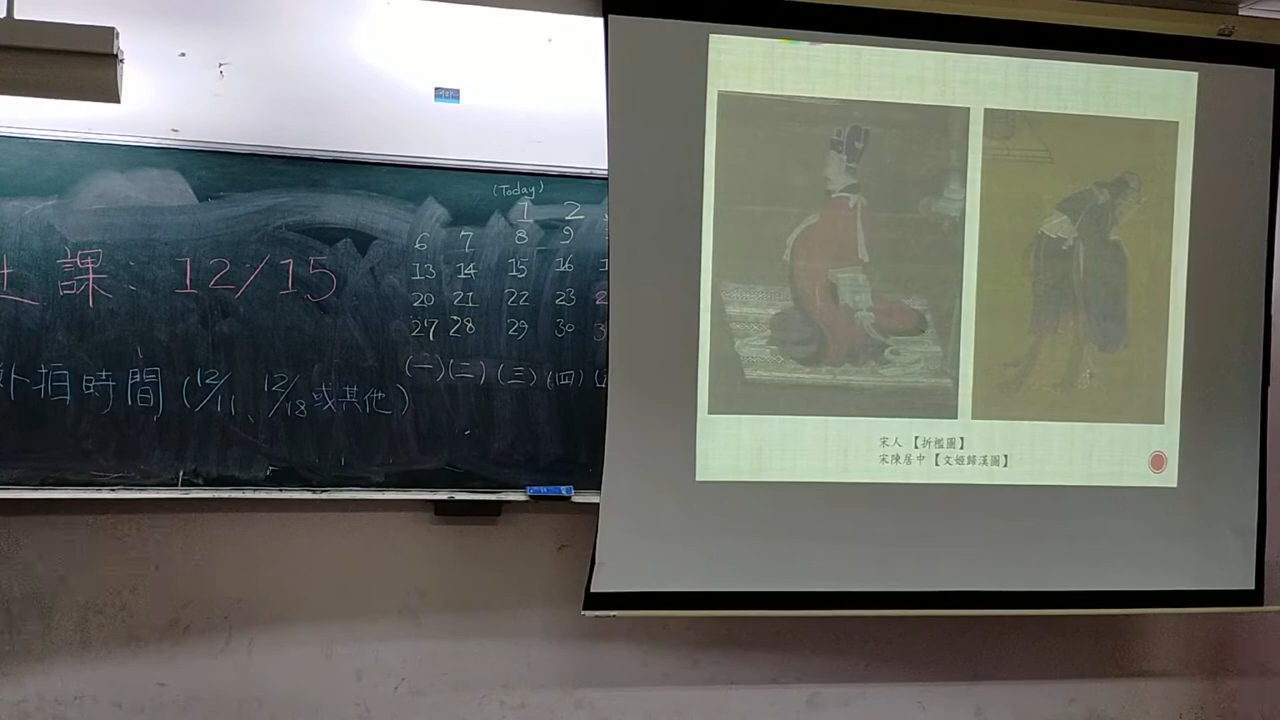 (Today)
1 2
6 7 8 9
13 14 15 16
20 21 22 23
27 28 29 30
(一)(二)(三)(四)
課: 12/15
外拍時間 (12/11、12/18 或其他)
宋人【折檻圖】
宋陳居中【文姬歸漢圖】